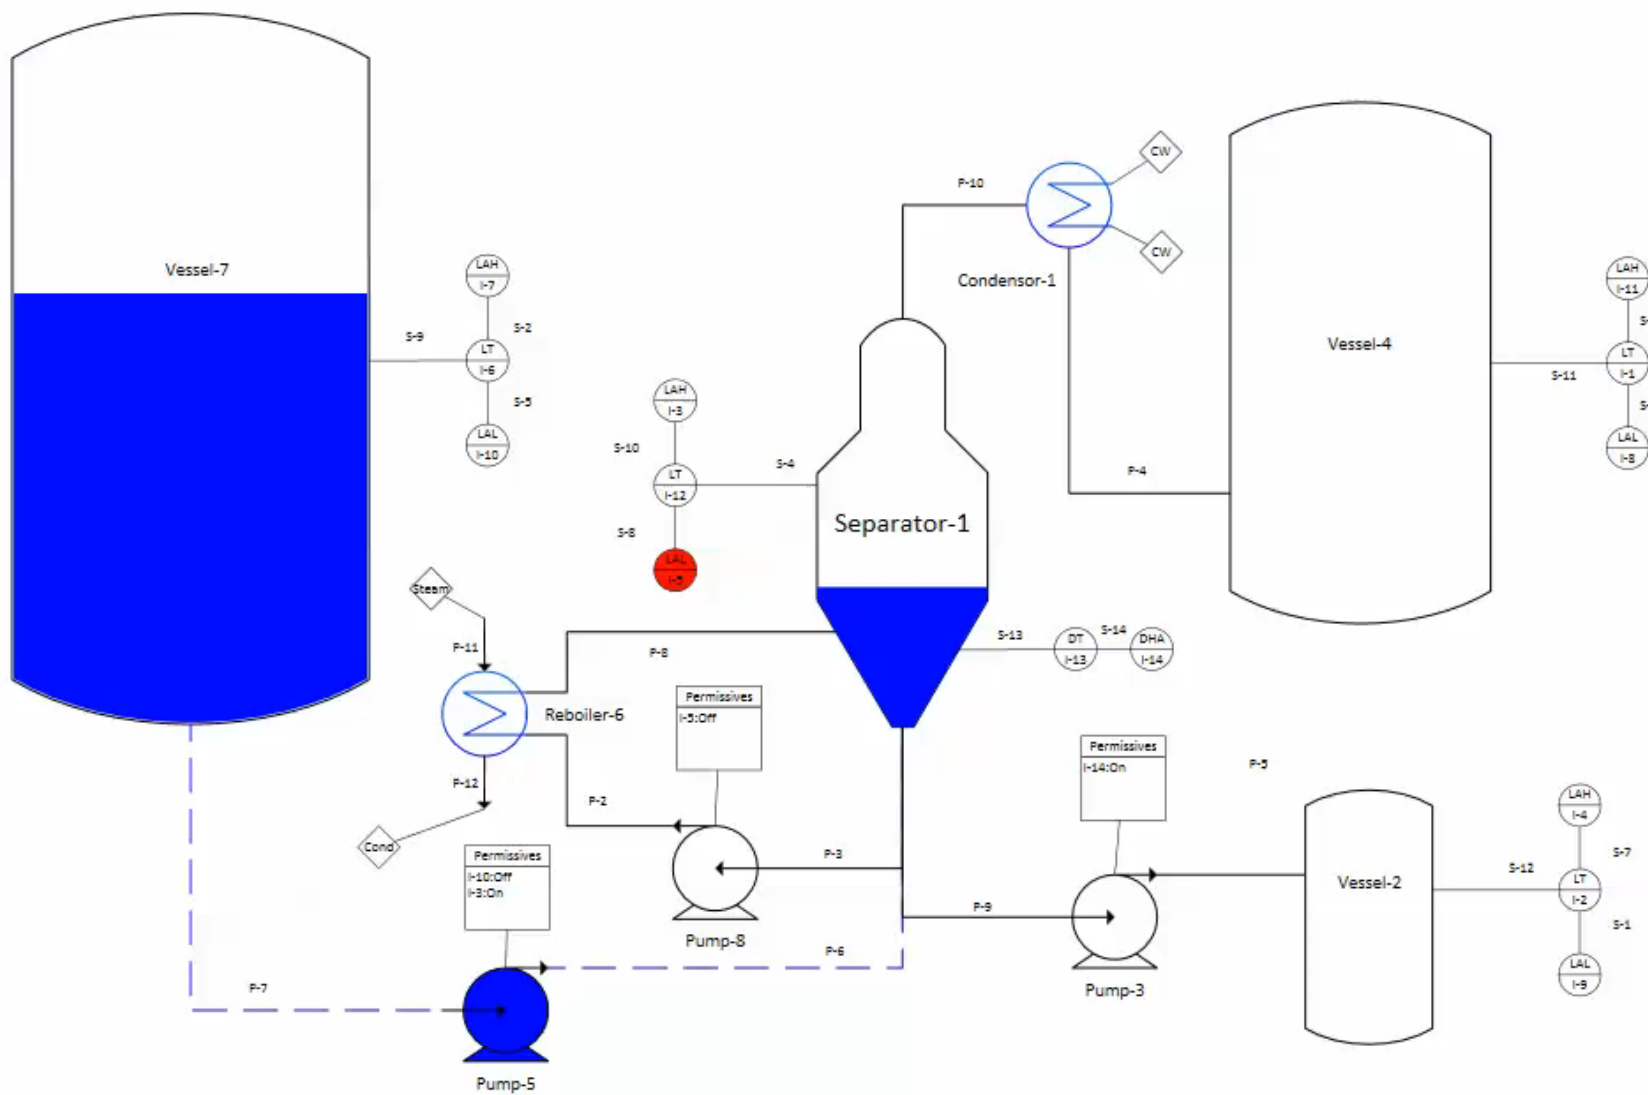 CW
P-10
CW
Vessel-7
LAH
I-7
LAH
I-11
Condensor-1
S-2
S-
S-9
LT
I-6
Vessel-4
LT
I-1
S-11
LAH
I-3
S-5
S-
LAL
I-10
LAL
I-8
S-10
S-4
P-4
LT
I-12
Separator-1
S-8
LAL
I-5
Steam
S-13
DT
I-13
S-14
DHA
I-14
P-11
P-8
Permissives
I-5:Off
Reboiler-6
Permissives
I-14:On
P-5
P-12
P-2
LAH
I-4
Cond
Permissives
I-10:Off
I-3:On
P-3
S-7
S-12
LT
I-2
Vessel-2
P-9
S-1
Pump-8
P-6
LAL
I-9
P-7
Pump-3
Pump-5